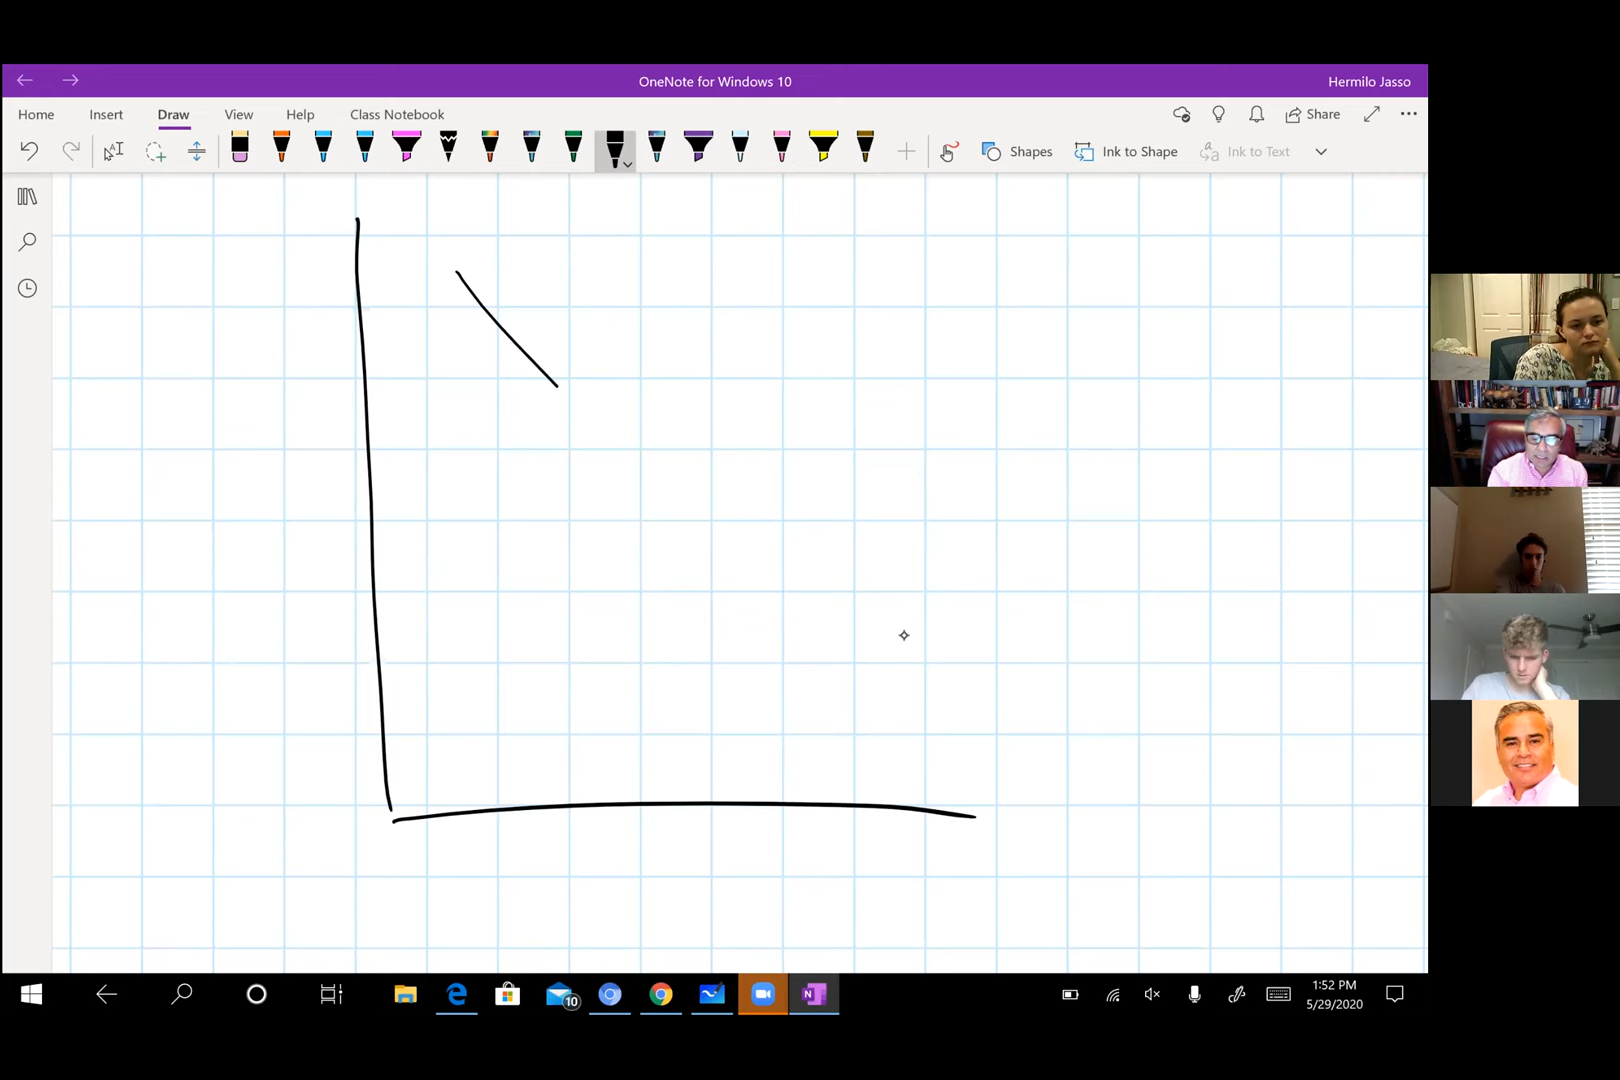 OneNote for Windows 10
Hermilo Jasso
Home Insert Draw View Help Class Notebook
Share
Shapes Ink to Shape Ink to Text
10
1:52 PM
5/29/2020